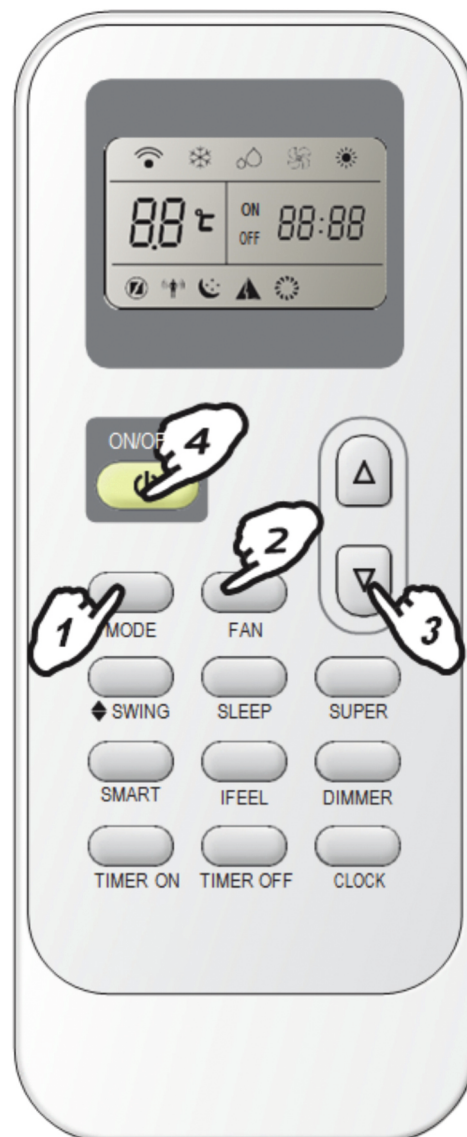 88 ℃
ON
OFF
88:88
ON/OF
4
2
1
3
MODE
FAN
SWING
SLEEP
SUPER
SMART
IFEEL
DIMMER
TIMER ON
TIMER OFF
CLOCK